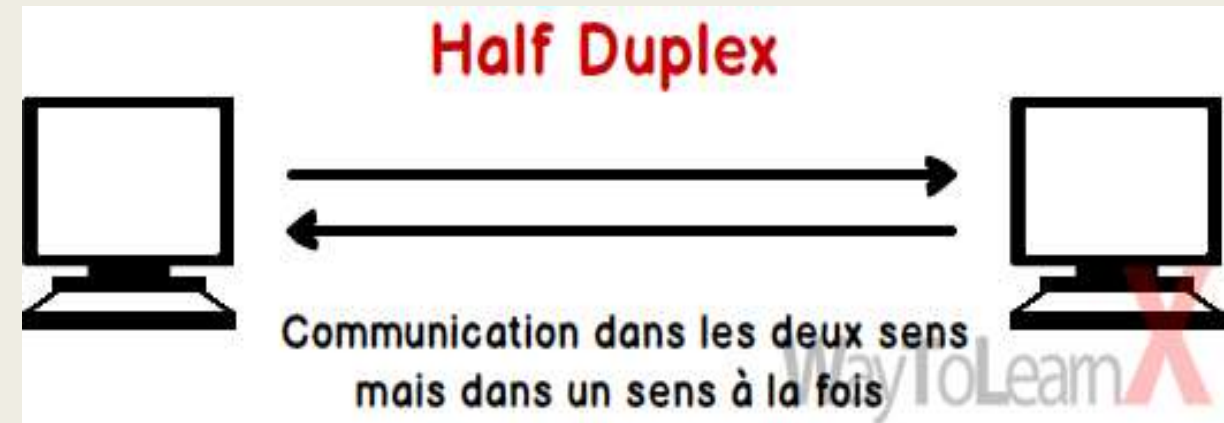 Half Duplex
Communication dans les deux sens
mais dans un sens à la fois
WayToLearnX